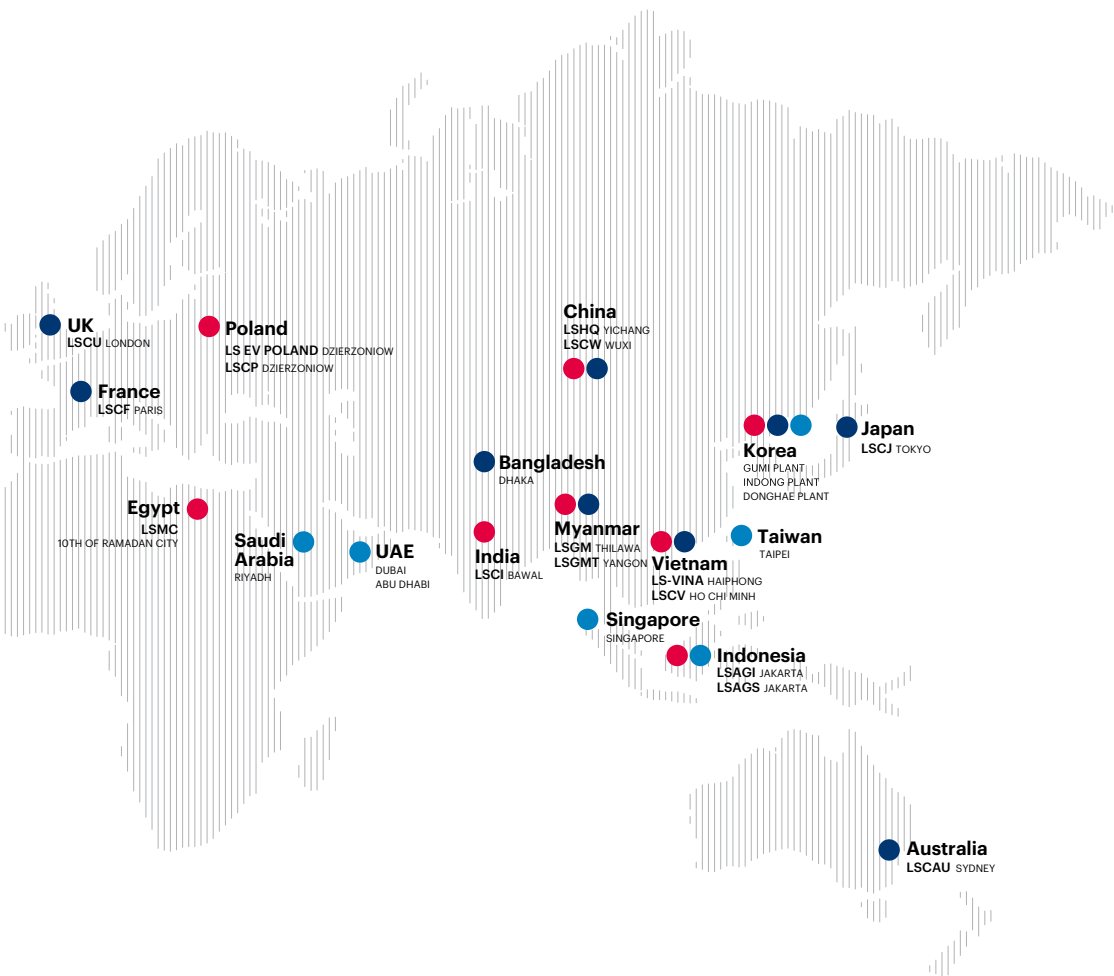 UK
LSCU LONDON
France
LSCF PARIS
Poland
LS EV POLAND DZIERZONIOW
LSCP DZIERZONIOW
China
LSHQ YICHANG
LSCW WUXI
Korea
GUMI PLANT
INDONG PLANT
DONGHAE PLANT
Japan
LSCJ TOKYO
Bangladesh
DHAKA
Egypt
LSMC
10TH OF RAMADAN CITY
Saudi
Arabia
RIYADH
UAE
DUBAI
ABU DHABI
India
LSCI BAWAL
Myanmar
LSGM THILAWA
LSGMT YANGON
Vietnam
LS-VINA HAIPHONG
LSCV HO CHI MINH
Taiwan
TAIPEI
Singapore
SINGAPORE
Indonesia
LSAGI JAKARTA
LSAGS JAKARTA
Australia
LSCAU SYDNEY